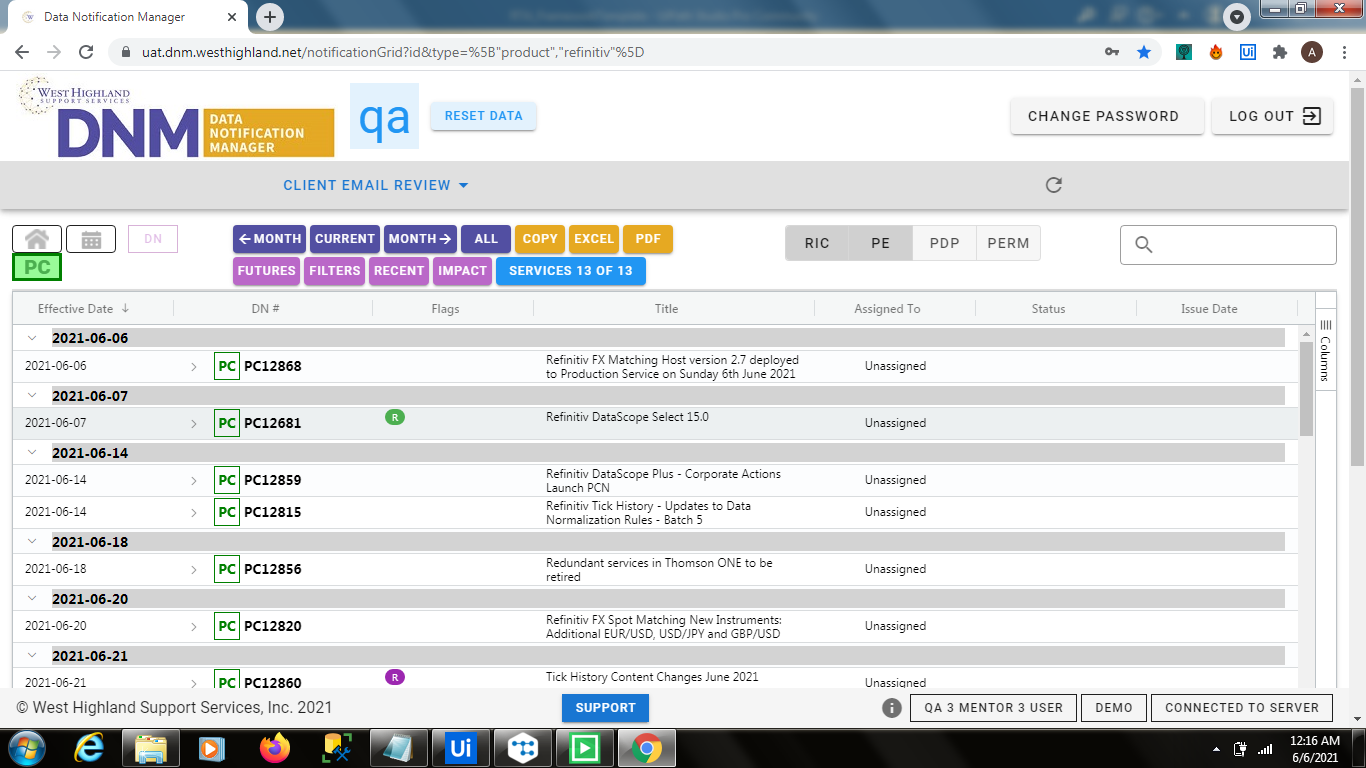 Data Notification Manager
uat.dnm.westhighland.net/notificationGrid?id&type=%5B"product","refinitiv"%5D
A
WEST HIGHLAND
SUPPORT SERVICES
DNM
DATA
NOTIFICATION
MANAGER
qa
RESET DATA
CHANGE PASSWORD
LOG OUT
CLIENT EMAIL REVIEW
DN
PC
MONTH
CURRENT
MONTH
ALL
COPY
EXCEL
PDF
FUTURES
FILTERS
RECENT
IMPACT
SERVICES 13 OF 13
RIC
PE
PDP
PERM
Effective Date
DN #
Flags
Title
Assigned To
Status
Issue Date
Columns
2021-06-06
2021-06-06
PC PC12868
Refinitiv FX Matching Host version 2.7 deployed
to Production Service on Sunday 6th June 2021
Unassigned
2021-06-07
2021-06-07
PC PC12681
R
Refinitiv DataScope Select 15.0
Unassigned
2021-06-14
2021-06-14
PC PC12859
Refinitiv DataScope Plus - Corporate Actions
Launch PCN
Unassigned
2021-06-14
PC PC12815
Refinitiv Tick History - Updates to Data
Normalization Rules - Batch 5
Unassigned
2021-06-18
2021-06-18
PC PC12856
Redundant services in Thomson ONE to be
retired
Unassigned
2021-06-20
2021-06-20
PC PC12820
Refinitiv FX Spot Matching New Instruments:
Additional EUR/USD, USD/JPY and GBP/USD
Unassigned
2021-06-21
2021-06-21
PC PC12860
R
Tick History Content Changes June 2021
Unassigned
© West Highland Support Services, Inc. 2021
SUPPORT
QA 3 MENTOR 3 USER
DEMO
CONNECTED TO SERVER
Ui
12:16 AM
6/6/2021